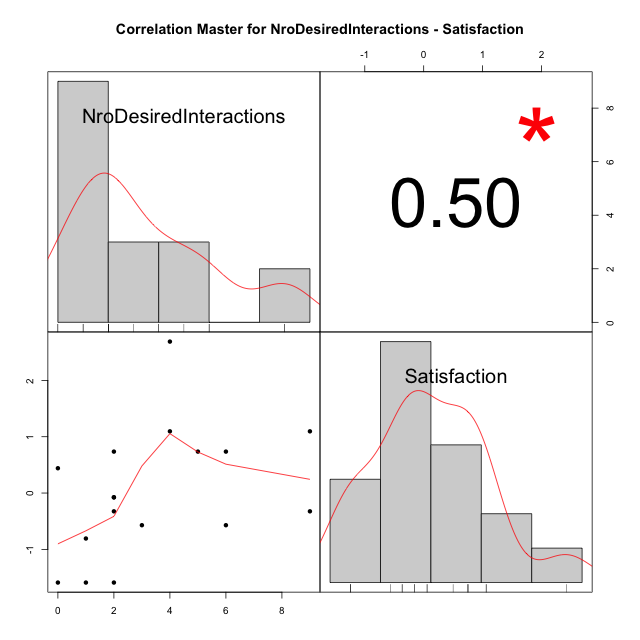 Correlation Master for NroDesiredInteractions - Satisfaction
-1 0 1 2
NroDesiredInteractions
*
0.50
8
6
4
2
0
Satisfaction
2
1
0
-1
0 2 4 6 8